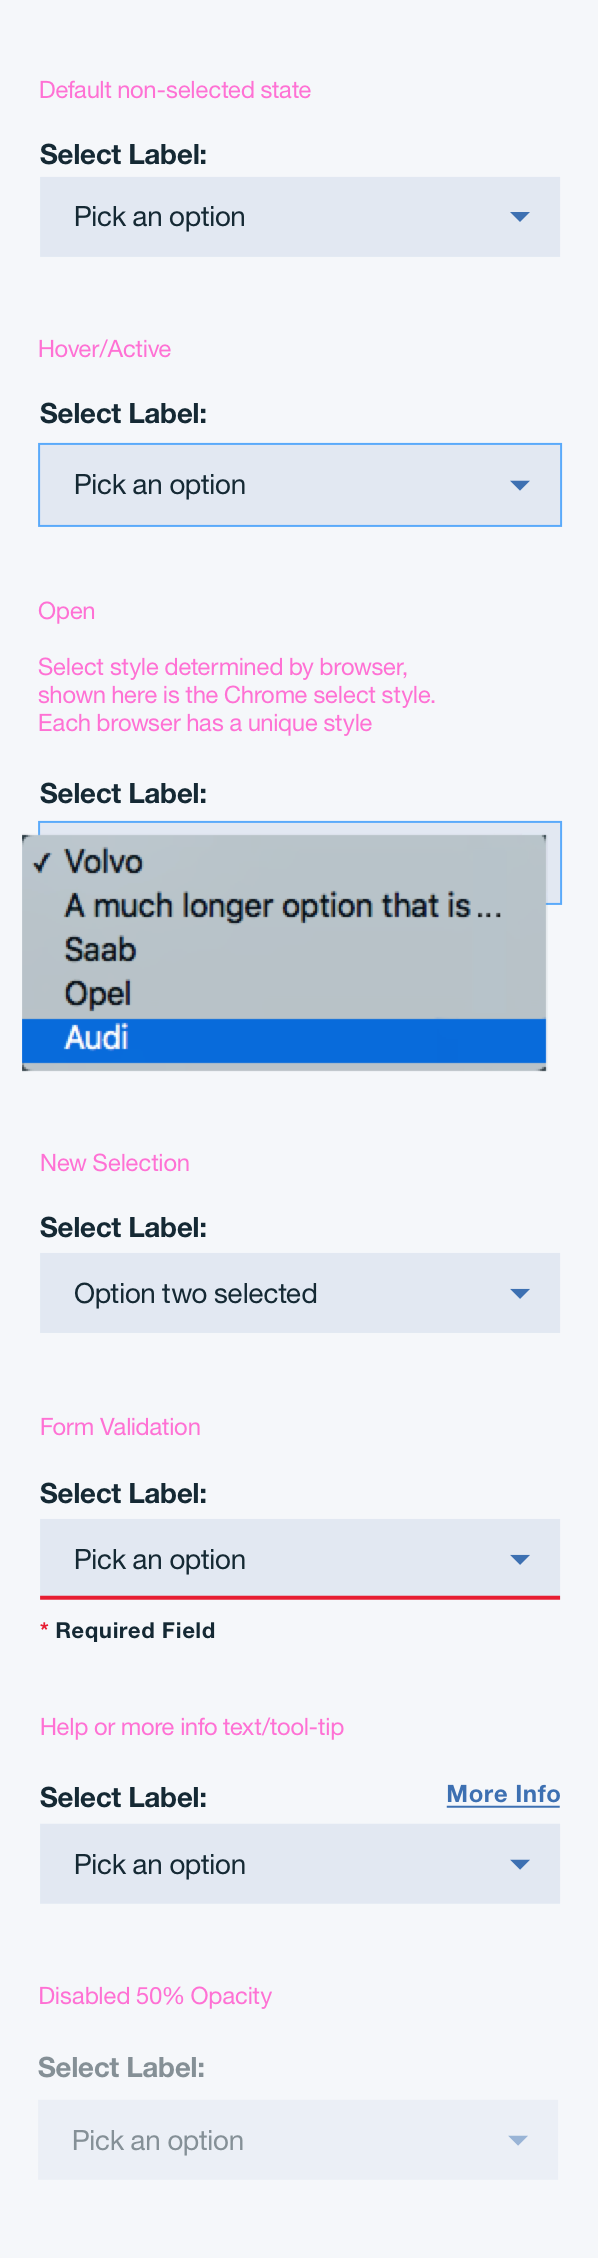 Default non-selected state
Select Label:
Pick an option
Hover/Active
Select Label:
Pick an option
Open
Select style determined by browser,
shown here is the Chrome select style.
Each browser has a unique style
Select Label:
✓ Volvo
A much longer option that is ...
Saab
Opel
Audi
New Selection
Select Label:
Option two selected
Form Validation
Select Label:
Pick an option
* Required Field
Help or more info text/tool-tip
Select Label: More Info
Pick an option
Disabled 50% Opacity
Select Label:
Pick an option